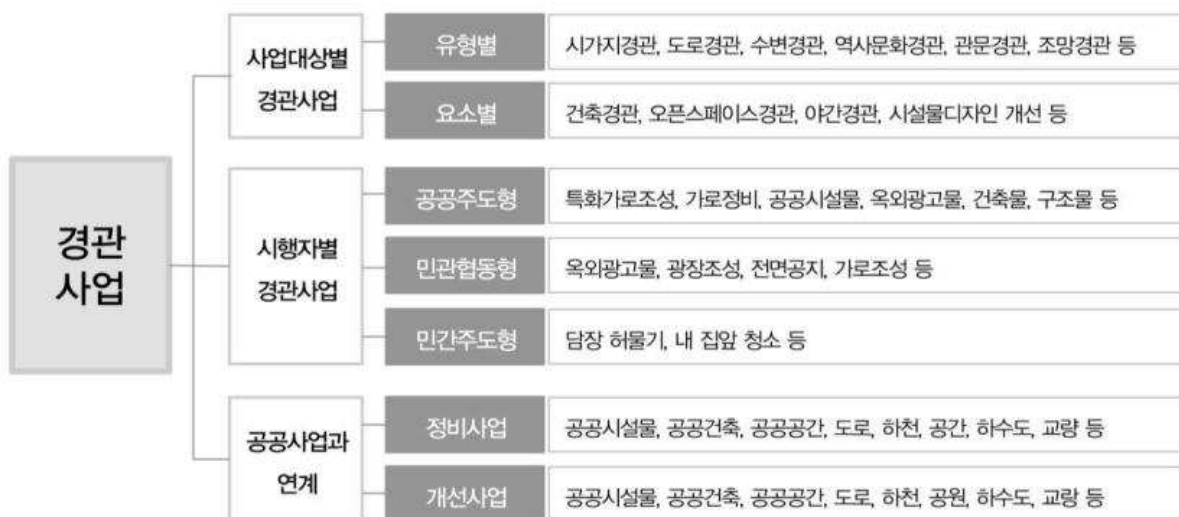 경관
사업
사업대상별
경관사업
유형별
시가지경관, 도로경관, 수변경관, 역사문화경관, 관문경관, 조망경관 등
요소별
건축경관, 오픈스페이스경관, 야간경관, 시설물디자인 개선 등
시행자별
경관사업
공공주도형
특화가로조성, 가로정비, 공공시설물, 옥외광고물, 건축물, 구조물 등
민관협동형
옥외광고물, 광장조성, 전면공지, 가로조성 등
민간주도형
담장 허물기, 내 집앞 청소 등
공공사업과
연계
정비사업
공공시설물, 공공건축, 공공공간, 도로, 하천, 공간, 하수도, 교량 등
개선사업
공공시설물, 공공건축, 공공공간, 도로, 하천, 공원, 하수도, 교랑 등